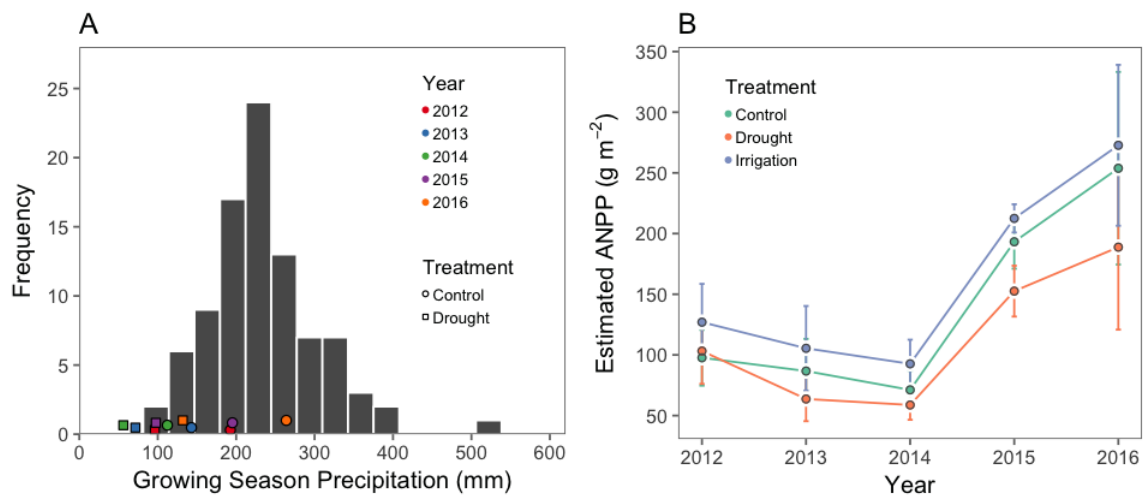 A
Frequency
25
20
15
10
5
0
Year
2012
2013
2014
2015
2016
Treatment
Control
Drought
0 100 200 300 400 500 600
Growing Season Precipitation (mm)
B
Estimated ANPP (g m⁻²)
350
300
250
200
150
100
50
Treatment
Control
Drought
Irrigation
2012 2013 2014 2015 2016
Year